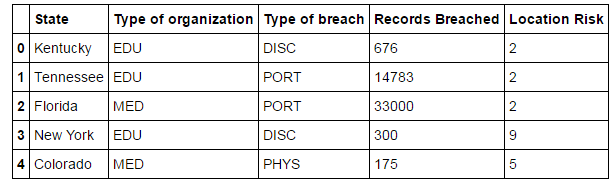 State Type of organization Type of breach Records Breached Location Risk
0 Kentucky EDU DISC 676 2
1 Tennessee EDU PORT 14783 2
2 Florida MED PORT 33000 2
3 New York EDU DISC 300 9
4 Colorado MED PHYS 175 5